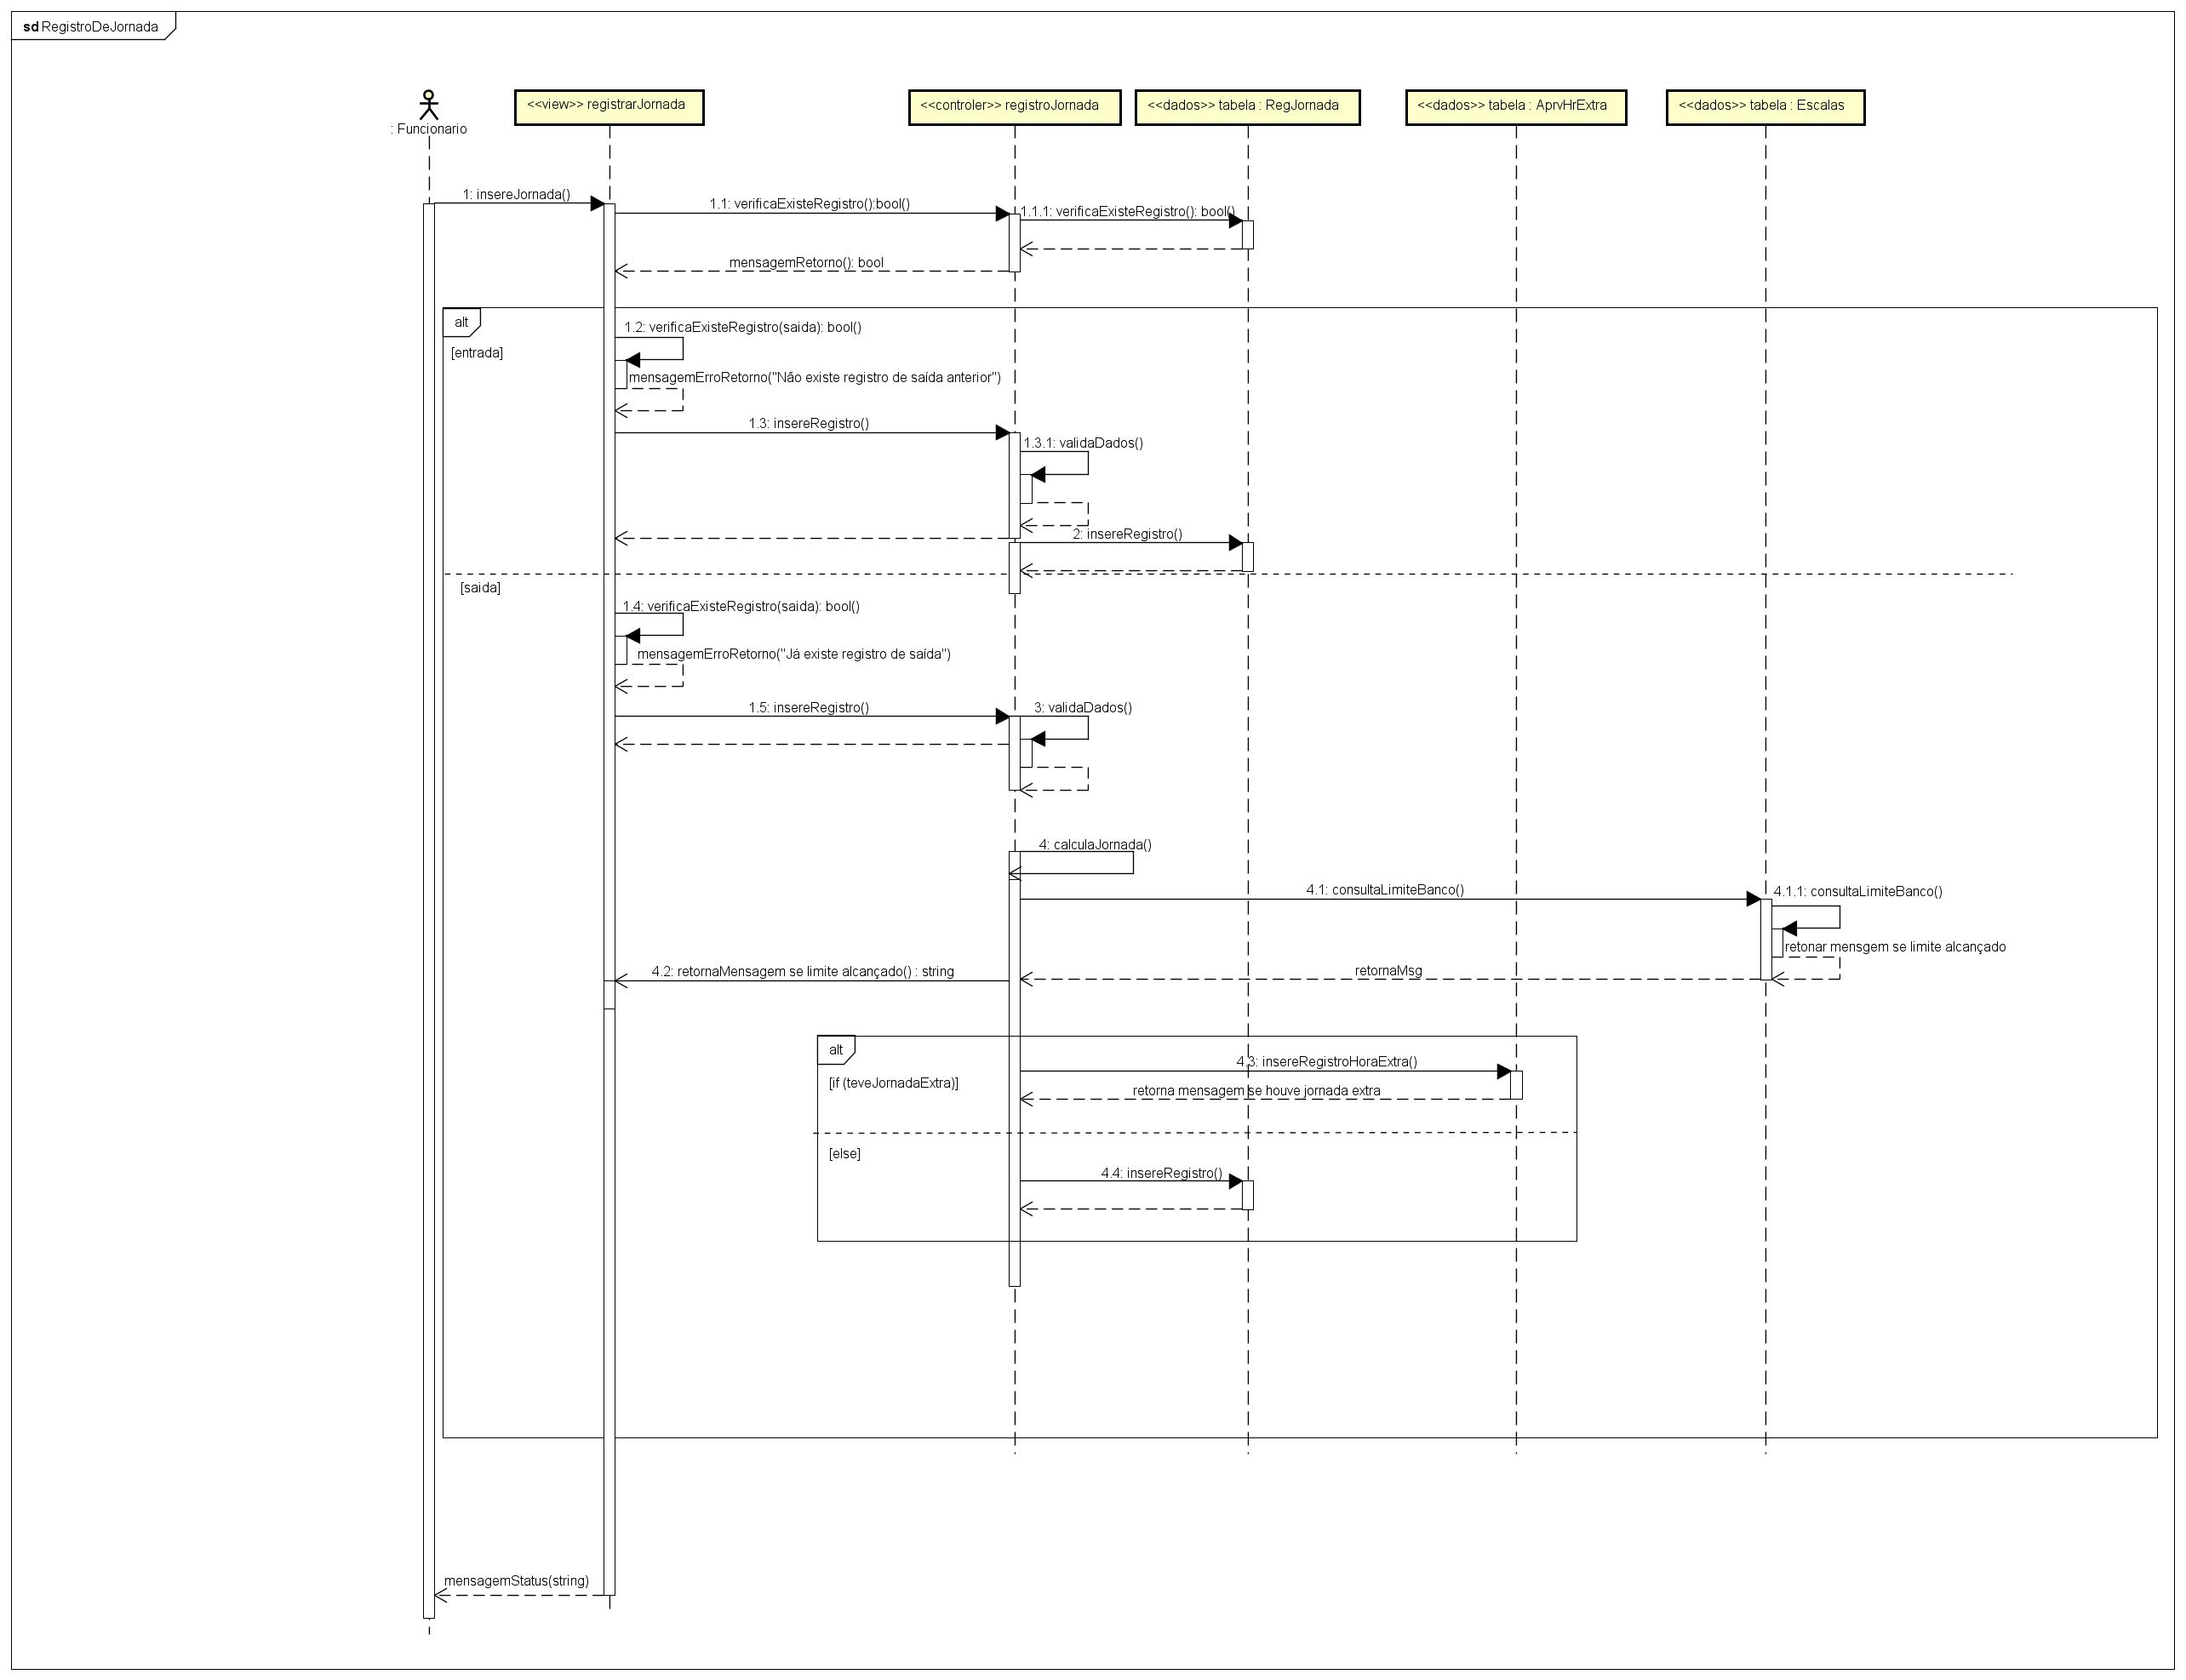 sd RegistroDeJornada
: Funcionario
<<view>> registrarJornada
<<controler>> registroJornada
<<dados>> tabela : RegJornada
<<dados>> tabela : AprvHrExtra
<<dados>> tabela : Escalas
1: insereJornada()
1.1: verificaExisteRegistro():bool()
1.1.1: verificaExisteRegistro(): bool()
mensagemRetorno(): bool
alt
[entrada]
1.2: verificaExisteRegistro(saida): bool()
mensagemErroRetorno("Não existe registro de saída anterior")
1.3: insereRegistro()
1.3.1: validaDados()
2: insereRegistro()
[saida]
1.4: verificaExisteRegistro(saida): bool()
mensagemErroRetorno("Já existe registro de saída")
1.5: insereRegistro()
3: validaDados()
4: calculaJornada()
4.1: consultaLimiteBanco()
4.1.1: consultaLimiteBanco()
retonar mensgem se limite alcançado
retornaMsg
4.2: retornaMensagem se limite alcançado() : string
alt
[if (teveJornadaExtra)]
4.3: insereRegistroHoraExtra()
retorna mensagem se houve jornada extra
[else]
4.4: insereRegistro()
mensagemStatus(string)